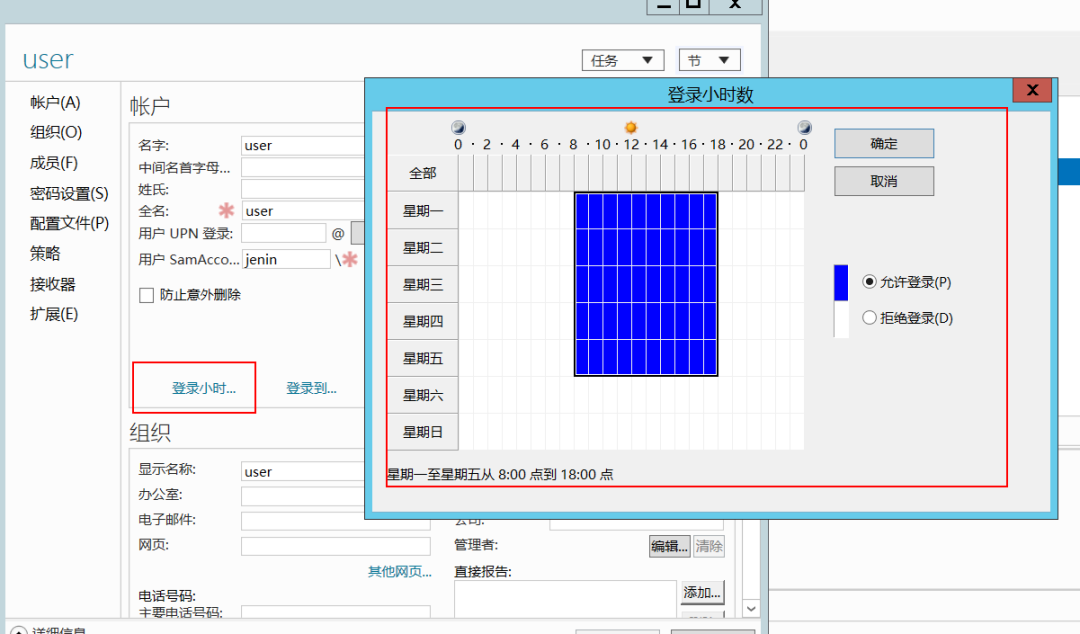 user
任务
节
帐户(A)
组织(O)
成员(F)
密码设置(S)
配置文件(P)
策略
接收器
扩展(E)
帐户
名字:
user
中间名首字母...
姓氏:
全名:
* user
用户 UPN 登录:
@
用户 SamAcco...
jenin
\*
防止意外删除
登录小时...
登录到...
组织
显示名称:
user
办公室:
电子邮件:
公司:
网页:
管理者:
编辑...
清除
其他网页...
直接报告:
添加...
电话号码:
主要电话号码:
详细信息
登录小时数
X
0 · 2 · 4 · 6 · 8 · 10 · 12 · 14 · 16 · 18 · 20 · 22 · 0
全部
星期一
星期二
星期三
星期四
星期五
星期六
星期日
星期一至星期五从 8:00 点到 18:00 点
确定
取消
允许登录(P)
拒绝登录(D)